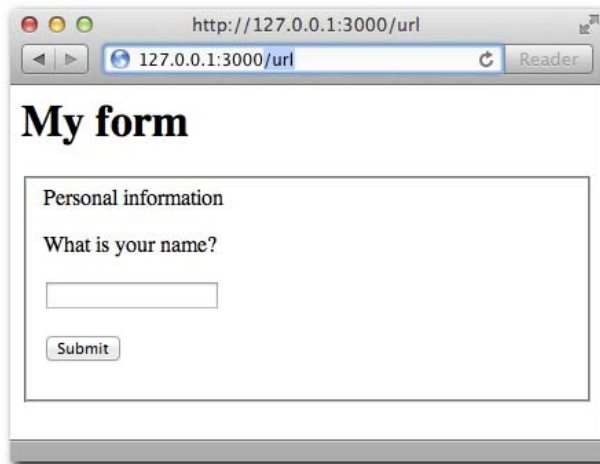 http://127.0.0.1:3000/url
127.0.0.1:3000/url
Reader
My form
Personal information
What is your name?
Submit